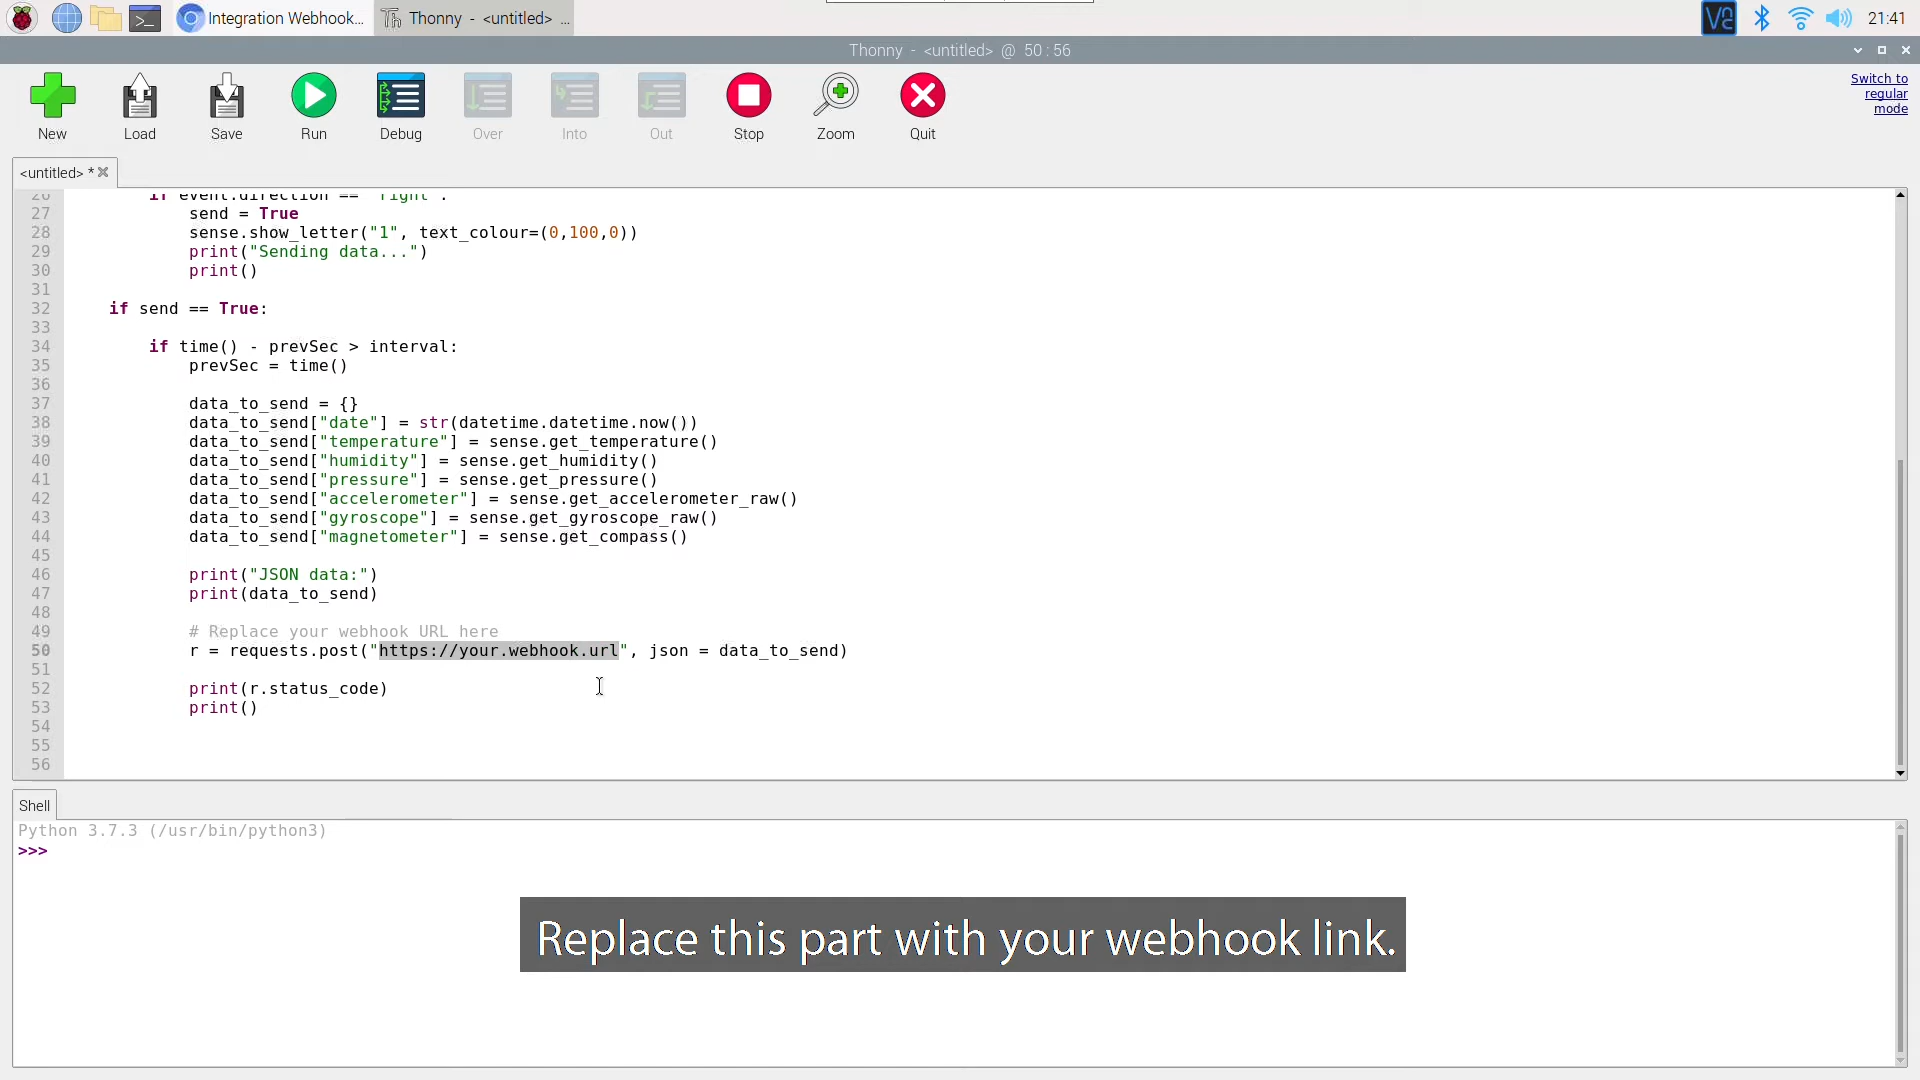 Integration Webhook...
Thonny - <untitled> ...
21:41
Thonny - <untitled> @ 50:56
New
Load
Save
Run
Debug
Over
Into
Out
Stop
Zoom
Quit
Switch to
regular
mode
<untitled> *
26 if event.direction == "right":
27 send = True
28 sense.show_letter("1", text_colour=(0,100,0))
29 print("Sending data...")
30 print()
31
32 if send == True:
33
34 if time() - prevSec > interval:
35 prevSec = time()
36
37 data_to_send = {}
38 data_to_send["date"] = str(datetime.datetime.now())
39 data_to_send["temperature"] = sense.get_temperature()
40 data_to_send["humidity"] = sense.get_humidity()
41 data_to_send["pressure"] = sense.get_pressure()
42 data_to_send["accelerometer"] = sense.get_accelerometer_raw()
43 data_to_send["gyroscope"] = sense.get_gyroscope_raw()
44 data_to_send["magnetometer"] = sense.get_compass()
45
46 print("JSON data:")
47 print(data_to_send)
48
49 # Replace your webhook URL here
50 r = requests.post("https://your.webhook.url", json = data_to_send)
51
52 print(r.status_code)
53 print()
54
55
56
Shell
Python 3.7.3 (/usr/bin/python3)
>>>
Replace this part with your webhook link.